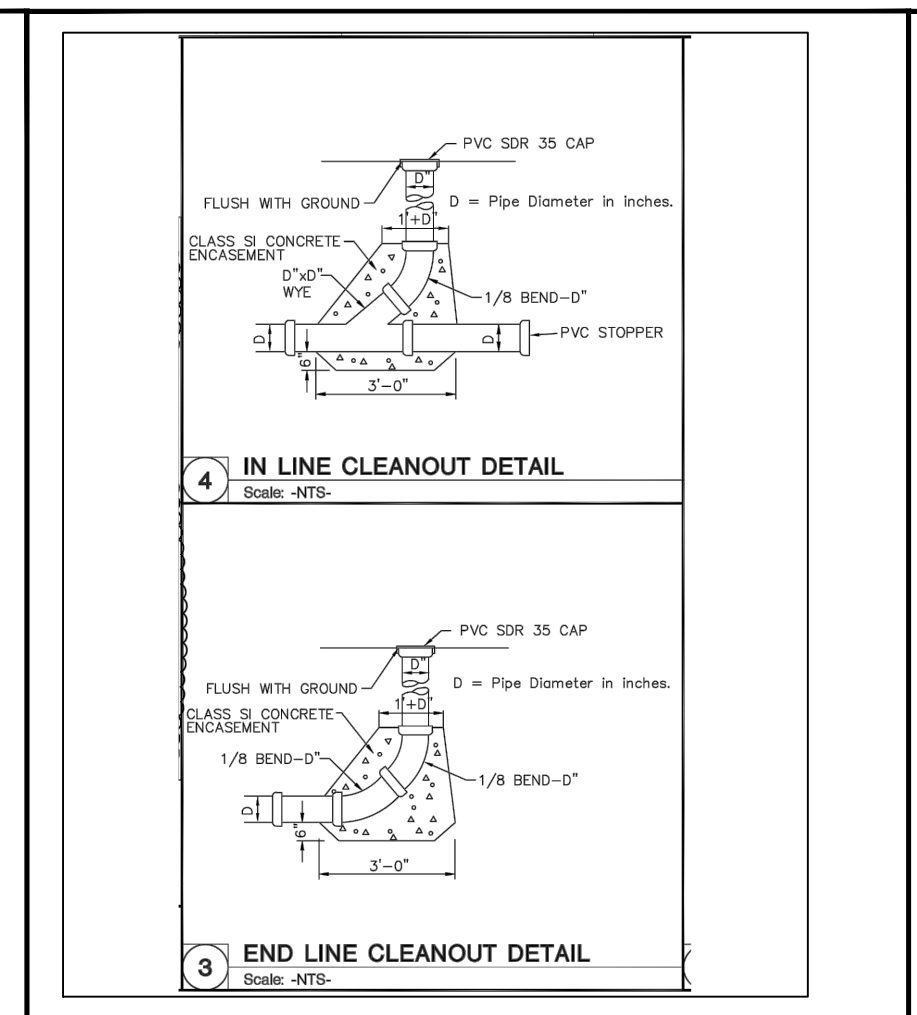 PVC SDR 35 CAP
D"
FLUSH WITH GROUND
D = Pipe Diameter in inches.
1'+D"
CLASS SI CONCRETE
ENCASEMENT
D"xD"
WYE
1/8 BEND-D"
D
D
PVC STOPPER
6"
3'-0"
4
IN LINE CLEANOUT DETAIL
Scale: -NTS-
PVC SDR 35 CAP
D"
FLUSH WITH GROUND
D = Pipe Diameter in inches.
1'+D"
CLASS SI CONCRETE
ENCASEMENT
1/8 BEND-D"
1/8 BEND-D"
D
6"
3'-0"
3
END LINE CLEANOUT DETAIL
Scale: -NTS-